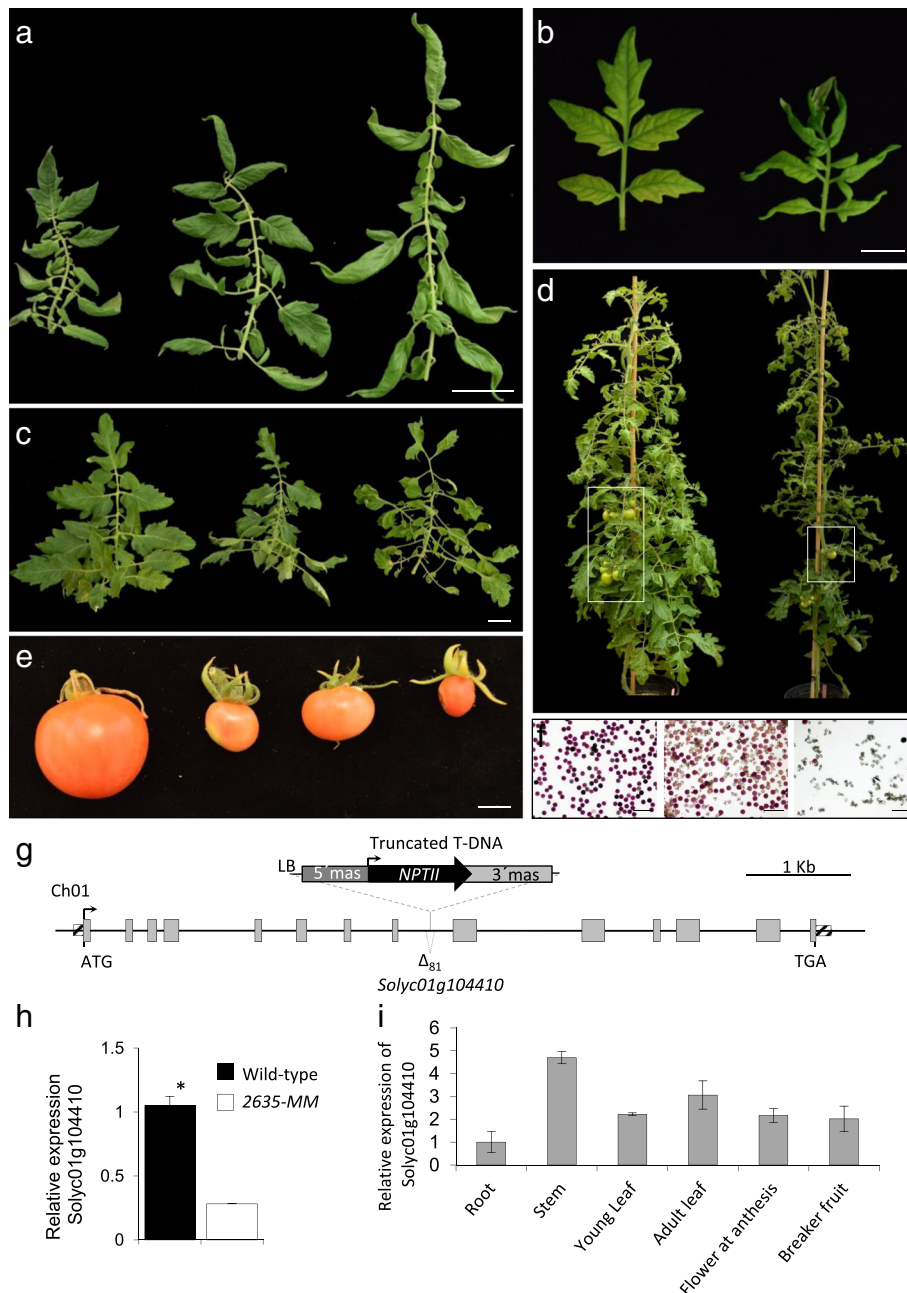 a
b
c
d
e
f
g
Truncated T-DNA
LB
5´mas
NPTII
3´mas
1 Kb
Ch01
ATG
Δ81
TGA
Solyc01g104410
h
Relative expression
Solyc01g104410
1.5
1
0.5
0
*
Wild-type
2635-MM
i
Relative expression of
Solyc01g104410
6
5
4
3
2
1
0
Root
Stem
Young Leaf
Adult leaf
Flower at anthesis
Breaker fruit